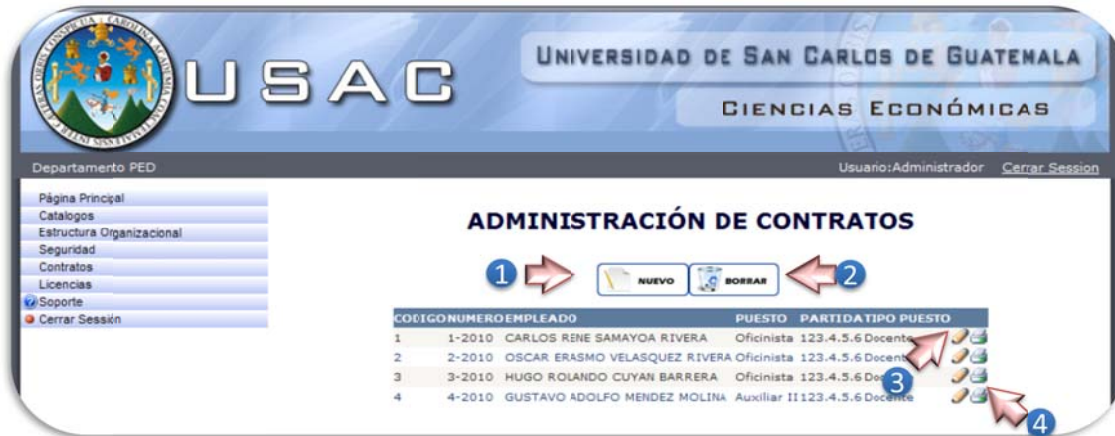 USAC
UNIVERSIDAD DE SAN CARLOS DE GUATEMALA
CIENCIAS ECONÓMICAS
Departamento PED
Usuario:Administrador Cerrar Session
Página Principal
Catalogos
Estructura Organizacional
Seguridad
Contratos
Licencias
Soporte
Cerrar Sessión
ADMINISTRACIÓN DE CONTRATOS
1 NUEVO BORRAR 2
CODIGO NUMERO EMPLEADO PUESTO PARTIDA TIPO PUESTO
1 1-2010 CARLOS RENE SAMAYOA RIVERA Oficinista 123.4.5.6 Docente
2 2-2010 OSCAR ERASMO VELASQUEZ RIVERA Oficinista 123.4.5.6 Docente
3 3-2010 HUGO ROLANDO CUYAN BARRERA Oficinista 123.4.5.6 Docente
3
4 4-2010 GUSTAVO ADOLFO MENDEZ MOLINA Auxiliar II 123.4.5.6 Docente
4